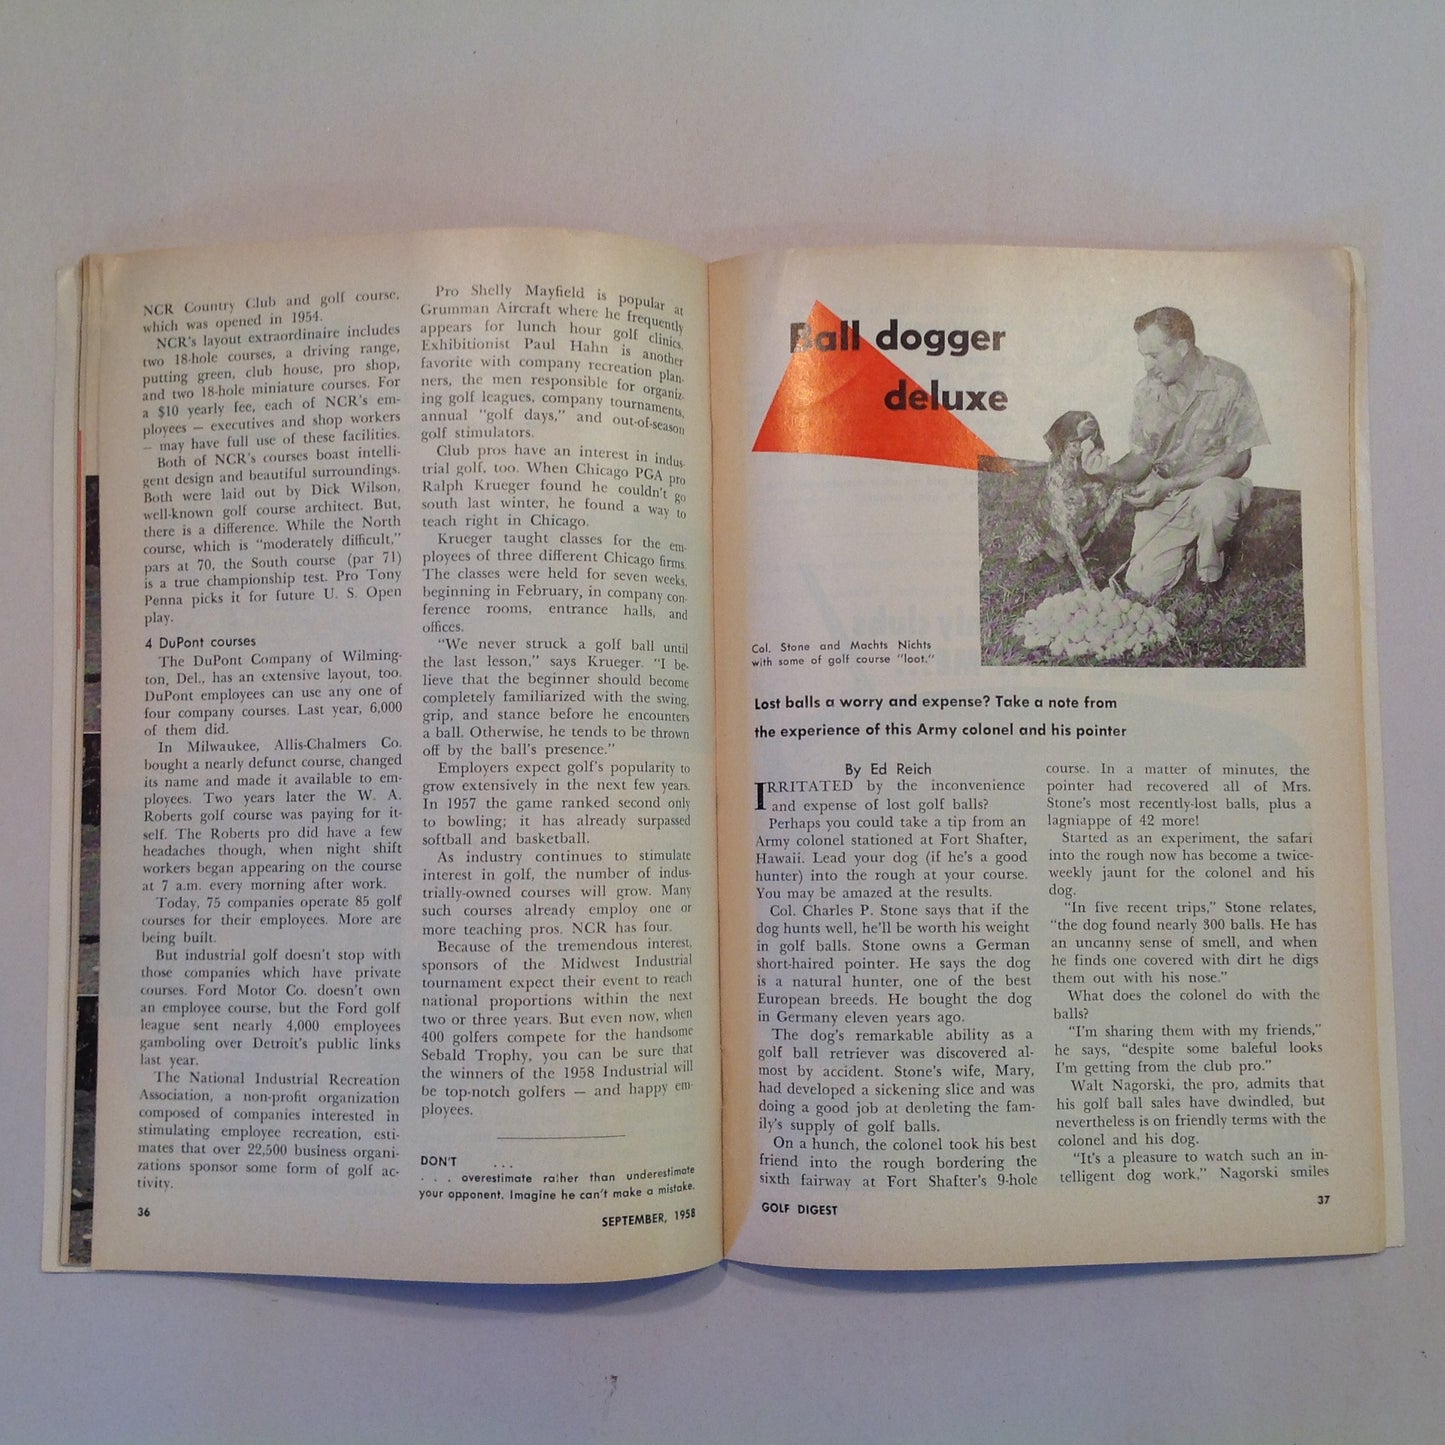 NCR Country Club and golf course,
which was opened in 1954.
NCR's layout extraordinaire includes
two 18-hole courses, a driving range,
putting green, club house, pro shop,
and two 18-hole miniature courses. For
a $10 yearly fee, each of NCR's em-
ployees — executives and shop workers
— may have full use of these facilities.
Both of NCR's courses boast intelli-
gent design and beautiful surroundings.
Both were laid out by Dick Wilson,
well-known golf course architect. But,
there is a difference. While the North
course, which is "moderately difficult,"
pars at 70, the South course (par 71)
is a true championship test. Pro Tony
Penna picks it for future U. S. Open
play.
4 DuPont courses
The DuPont Company of Wilming-
ton, Del., has an extensive layout, too.
DuPont employees can use any one of
four company courses. Last year, 6,000
of them did.
In Milwaukee, Allis-Chalmers Co.
bought a nearly defunct course, changed
its name and made it available to em-
ployees. Two years later the W. A.
Roberts golf course was paying for it-
self. The Roberts pro did have a few
headaches though, when night shift
workers began appearing on the course
at 7 a.m. every morning after work.
Today, 75 companies operate 85 golf
courses for their employees. More are
being built.
But industrial golf doesn't stop with
those companies which have private
courses. Ford Motor Co. doesn't own
an employee course, but the Ford golf
league sent nearly 4,000 employees
gamboling over Detroit's public links
last year.
The National Industrial Recreation
Association, a non-profit organization
composed of companies interested in
stimulating employee recreation, esti-
mates that over 22,500 business organi-
zations sponsor some form of golf ac-
tivity.
36
Pro Shelly Mayfield is popular at
Grumman Aircraft where he frequently
appears for lunch hour golf clinics.
Exhibitionist Paul Hahn is another
favorite with company recreation plan-
ners, the men responsible for organiz-
ing golf leagues, company tournaments,
annual "golf days," and out-of-season
golf stimulators.
Club pros have an interest in indus-
trial golf, too. When Chicago PGA pro
Ralph Krueger found he couldn't go
south last winter, he found a way to
teach right in Chicago.
Krueger taught classes for the em-
ployees of three different Chicago firms.
The classes were held for seven weeks,
beginning in February, in company con-
ference rooms, entrance halls, and
offices.
"We never struck a golf ball until
the last lesson," says Krueger. "I be-
lieve that the beginner should become
completely familiarized with the swing,
grip, and stance before he encounters
a ball. Otherwise, he tends to be thrown
off by the ball's presence."
Employers expect golf's popularity to
grow extensively in the next few years.
In 1957 the game ranked second only
to bowling; it has already surpassed
softball and basketball.
As industry continues to stimulate
interest in golf, the number of indus-
trially-owned courses will grow. Many
such courses already employ one or
more teaching pros. NCR has four.
Because of the tremendous interest,
sponsors of the Midwest Industrial
tournament expect their event to reach
national proportions within the next
two or three years. But even now, when
400 golfers compete for the handsome
Sebald Trophy, you can be sure that
the winners of the 1958 Industrial will
be top-notch golfers — and happy em-
ployees.
DON'T . . .
. . . overestimate rather than underestimate
your opponent. Imagine he can't make a mistake.
SEPTEMBER, 1958
Ball dogger
deluxe
Col. Stone and Machts Nichts
with some of golf course "loot."
Lost balls a worry and expense? Take a note from
the experience of this Army colonel and his pointer
By Ed Reich
IRRITATED by the inconvenience
and expense of lost golf balls?
Perhaps you could take a tip from an
Army colonel stationed at Fort Shafter,
Hawaii. Lead your dog (if he's a good
hunter) into the rough at your course.
You may be amazed at the results.
Col. Charles P. Stone says that if the
dog hunts well, he'll be worth his weight
in golf balls. Stone owns a German
short-haired pointer. He says the dog
is a natural hunter, one of the best
European breeds. He bought the dog
in Germany eleven years ago.
The dog's remarkable ability as a
golf ball retriever was discovered al-
most by accident. Stone's wife, Mary,
had developed a sickening slice and was
doing a good job at depleting the fam-
ily's supply of golf balls.
On a hunch, the colonel took his best
friend into the rough bordering the
sixth fairway at Fort Shafter's 9-hole
GOLF DIGEST
course. In a matter of minutes, the
pointer had recovered all of Mrs.
Stone's most recently-lost balls, plus a
lagniappe of 42 more!
Started as an experiment, the safari
into the rough now has become a twice-
weekly jaunt for the colonel and his
dog.
"In five recent trips," Stone relates,
"the dog found nearly 300 balls. He has
an uncanny sense of smell, and when
he finds one covered with dirt he digs
them out with his nose."
What does the colonel do with the
balls?
"I'm sharing them with my friends,"
he says, "despite some baleful looks
I'm getting from the club pro."
Walt Nagorski, the pro, admits that
his golf ball sales have dwindled, but
nevertheless is on friendly terms with the
colonel and his dog.
"It's a pleasure to watch such an in-
telligent dog work," Nagorski smiles
37